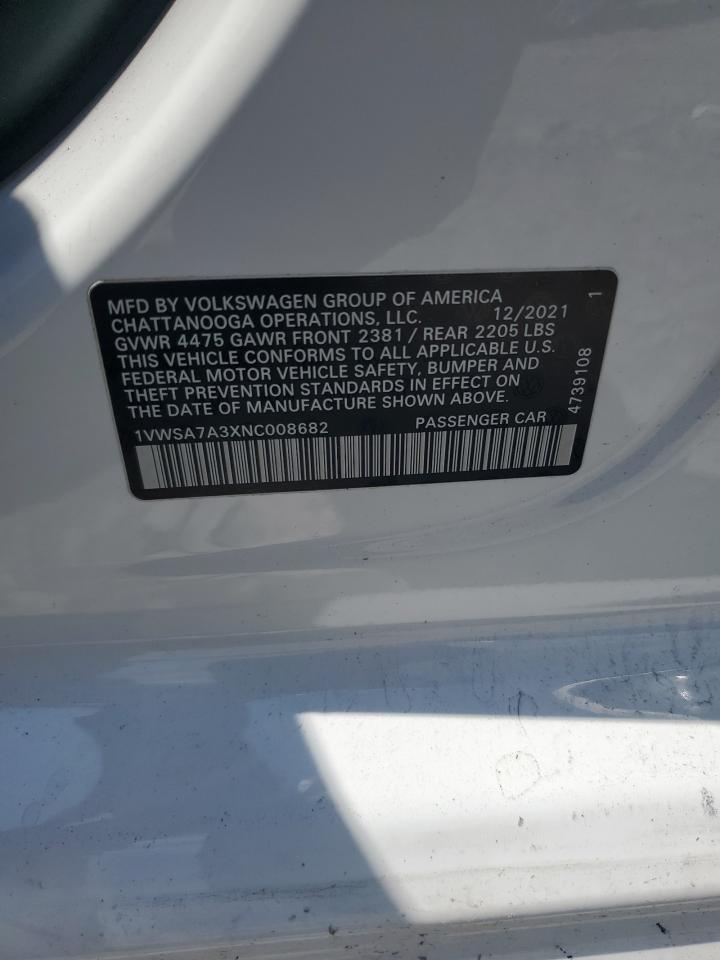 MFD BY VOLKSWAGEN GROUP OF AMERICA
CHATTANOOGA OPERATIONS, LLC. 12/2021 1
GVWR 4475 GAWR FRONT 2381 / REAR 2205 LBS
THIS VEHICLE CONFORMS TO ALL APPLICABLE U.S.
FEDERAL MOTOR VEHICLE SAFETY, BUMPER AND
THEFT PREVENTION STANDARDS IN EFFECT ON
THE DATE OF MANUFACTURE SHOWN ABOVE.
1VWSA7A3XNC008682 PASSENGER CAR
4739108